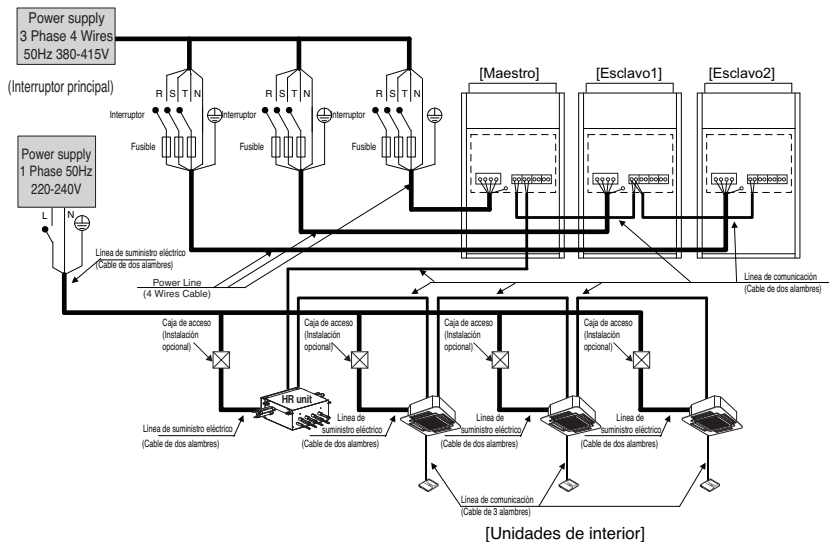 Power supply
3 Phase 4 Wires
50Hz 380-415V
(Interruptor principal)
R S T N
R S T N
R S T N
Interruptor
Interruptor
Interruptor
Fusible
Fusible
Fusible
[Maestro]
[Esclavo1]
[Esclavo2]
Power supply
1 Phase 50Hz
220-240V
L N
Línea de suministro eléctrico
(Cable de dos alambres)
Power Line
(4 Wires Cable)
Línea de comunicación
(Cable de dos alambres)
Caja de acceso
(Instalación
opcional)
Caja de acceso
(Instalación
opcional)
Caja de acceso
(Instalación
opcional)
Caja de acceso
(Instalación
opcional)
HR unit
Línea de suministro eléctrico
(Cable de dos alambres)
Línea de
suministro eléctrico
(Cable de dos alambres)
Línea de
suministro eléctrico
(Cable de dos alambres)
Línea de
suministro eléctrico
(Cable de dos alambres)
Línea de comunicación
(Cable de 3 alambres)
[Unidades de interior]